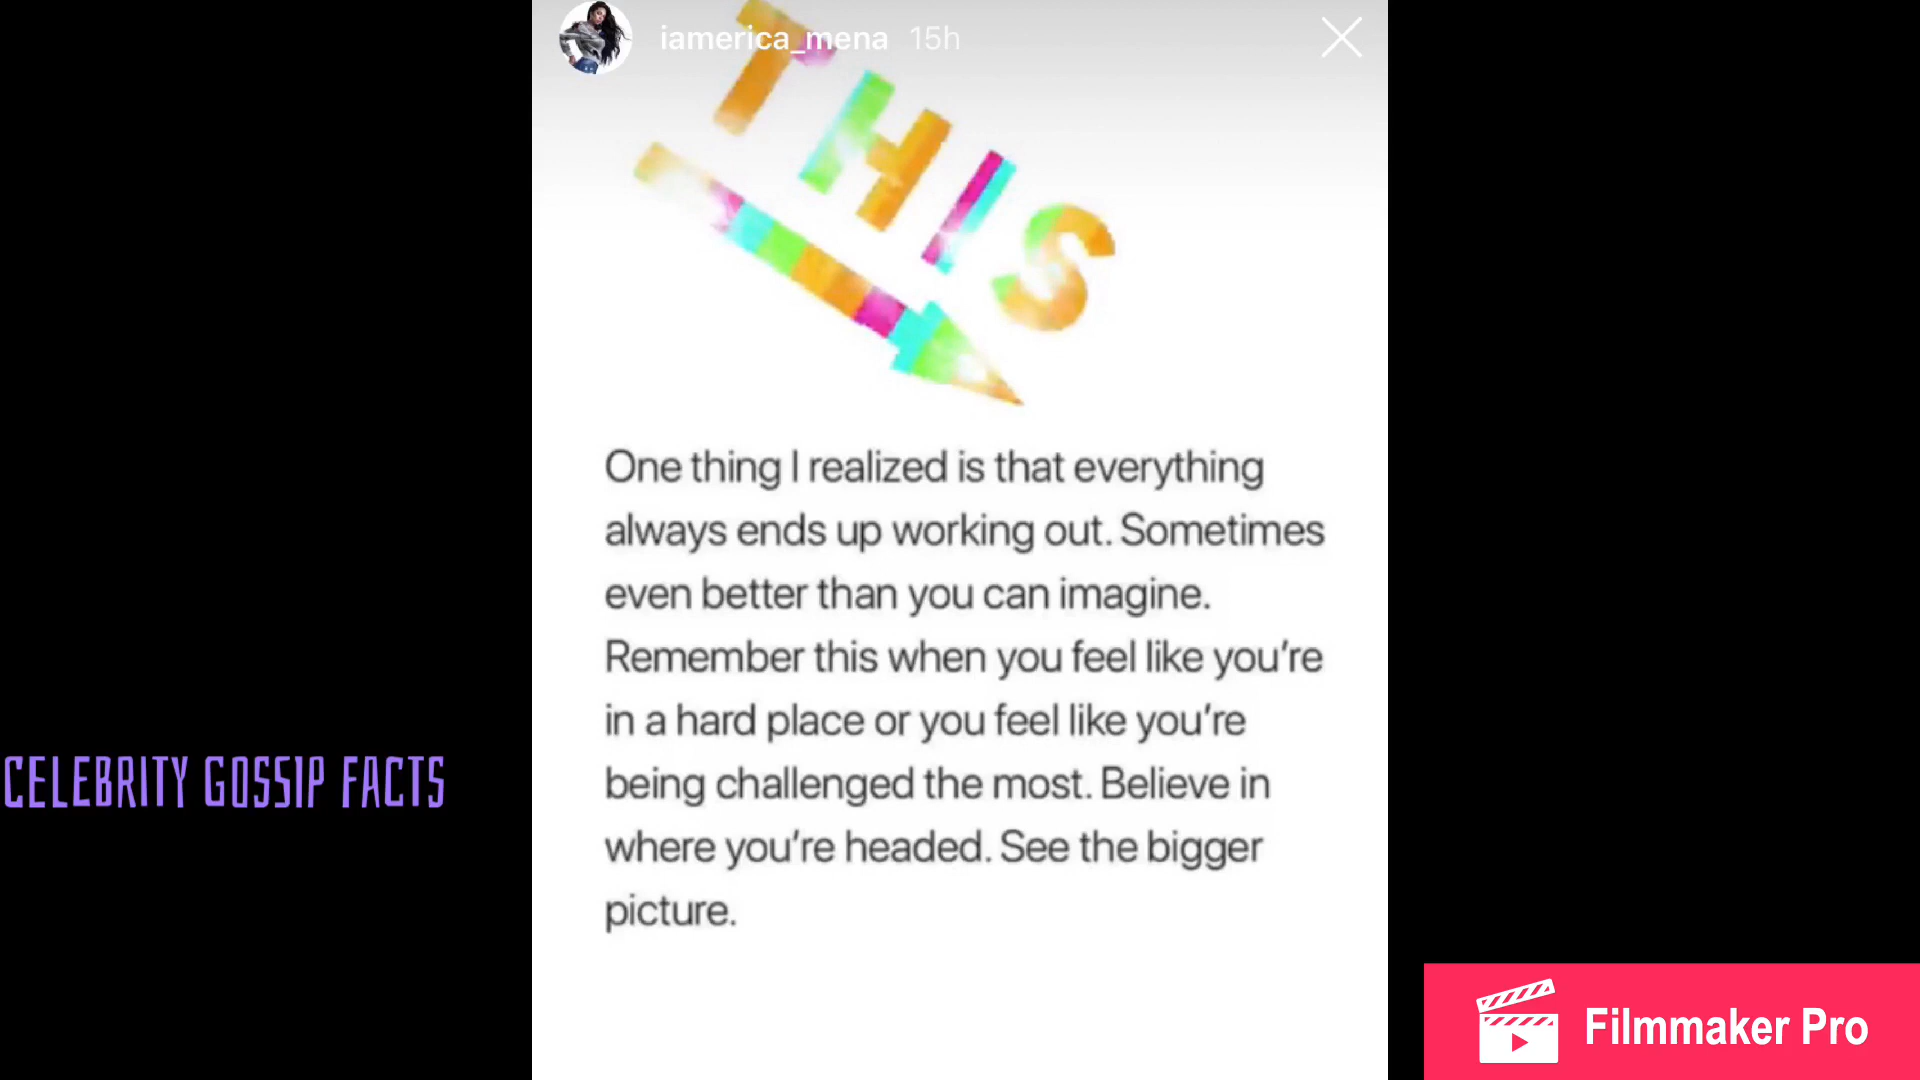 iamerica_mena 15h
THIS
One thing I realized is that everything
always ends up working out. Sometimes
even better than you can imagine.
Remember this when you feel like you're
in a hard place or you feel like you're
being challenged the most. Believe in
where you're headed. See the bigger
picture.
CELEBRITY GOSSIP FACTS
Filmmaker Pro